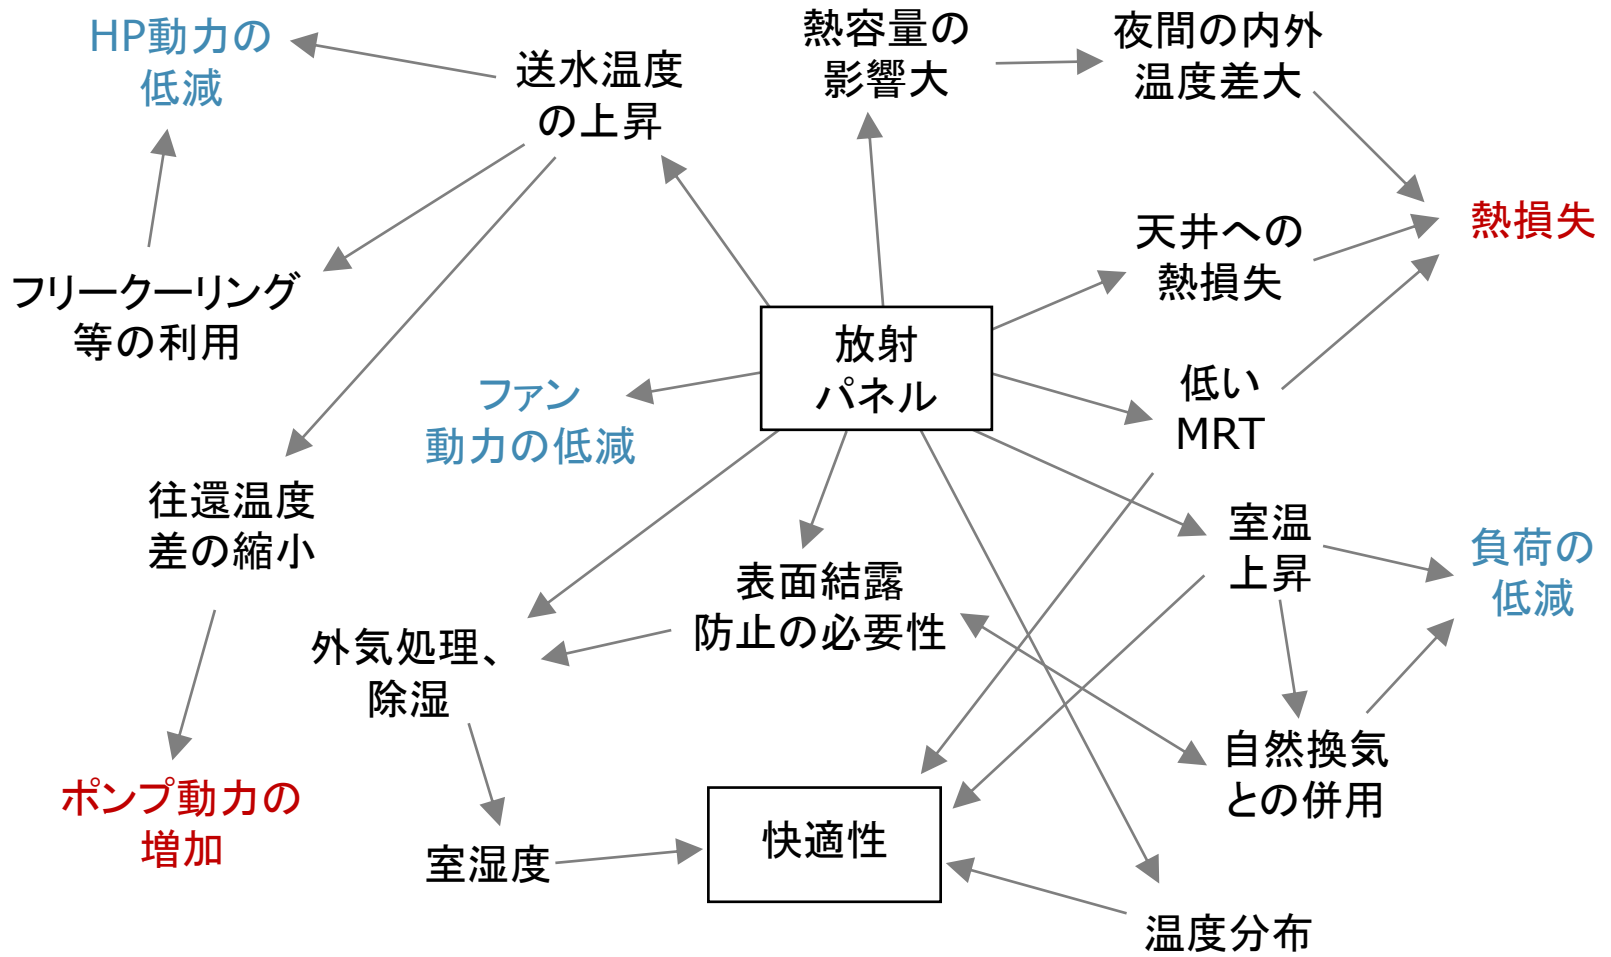 HP動力の
低減
送水温度
の上昇
熱容量の
影響大
夜間の内外
温度差大
熱損失
天井への
熱損失
フリークーリング
等の利用
放射
パネル
ファン
動力の低減
低い
MRT
往還温度
差の縮小
室温
上昇
負荷の
低減
表面結露
防止の必要性
外気処理、
除湿
自然換気
との併用
ポンプ動力の
増加
室湿度
快適性
温度分布